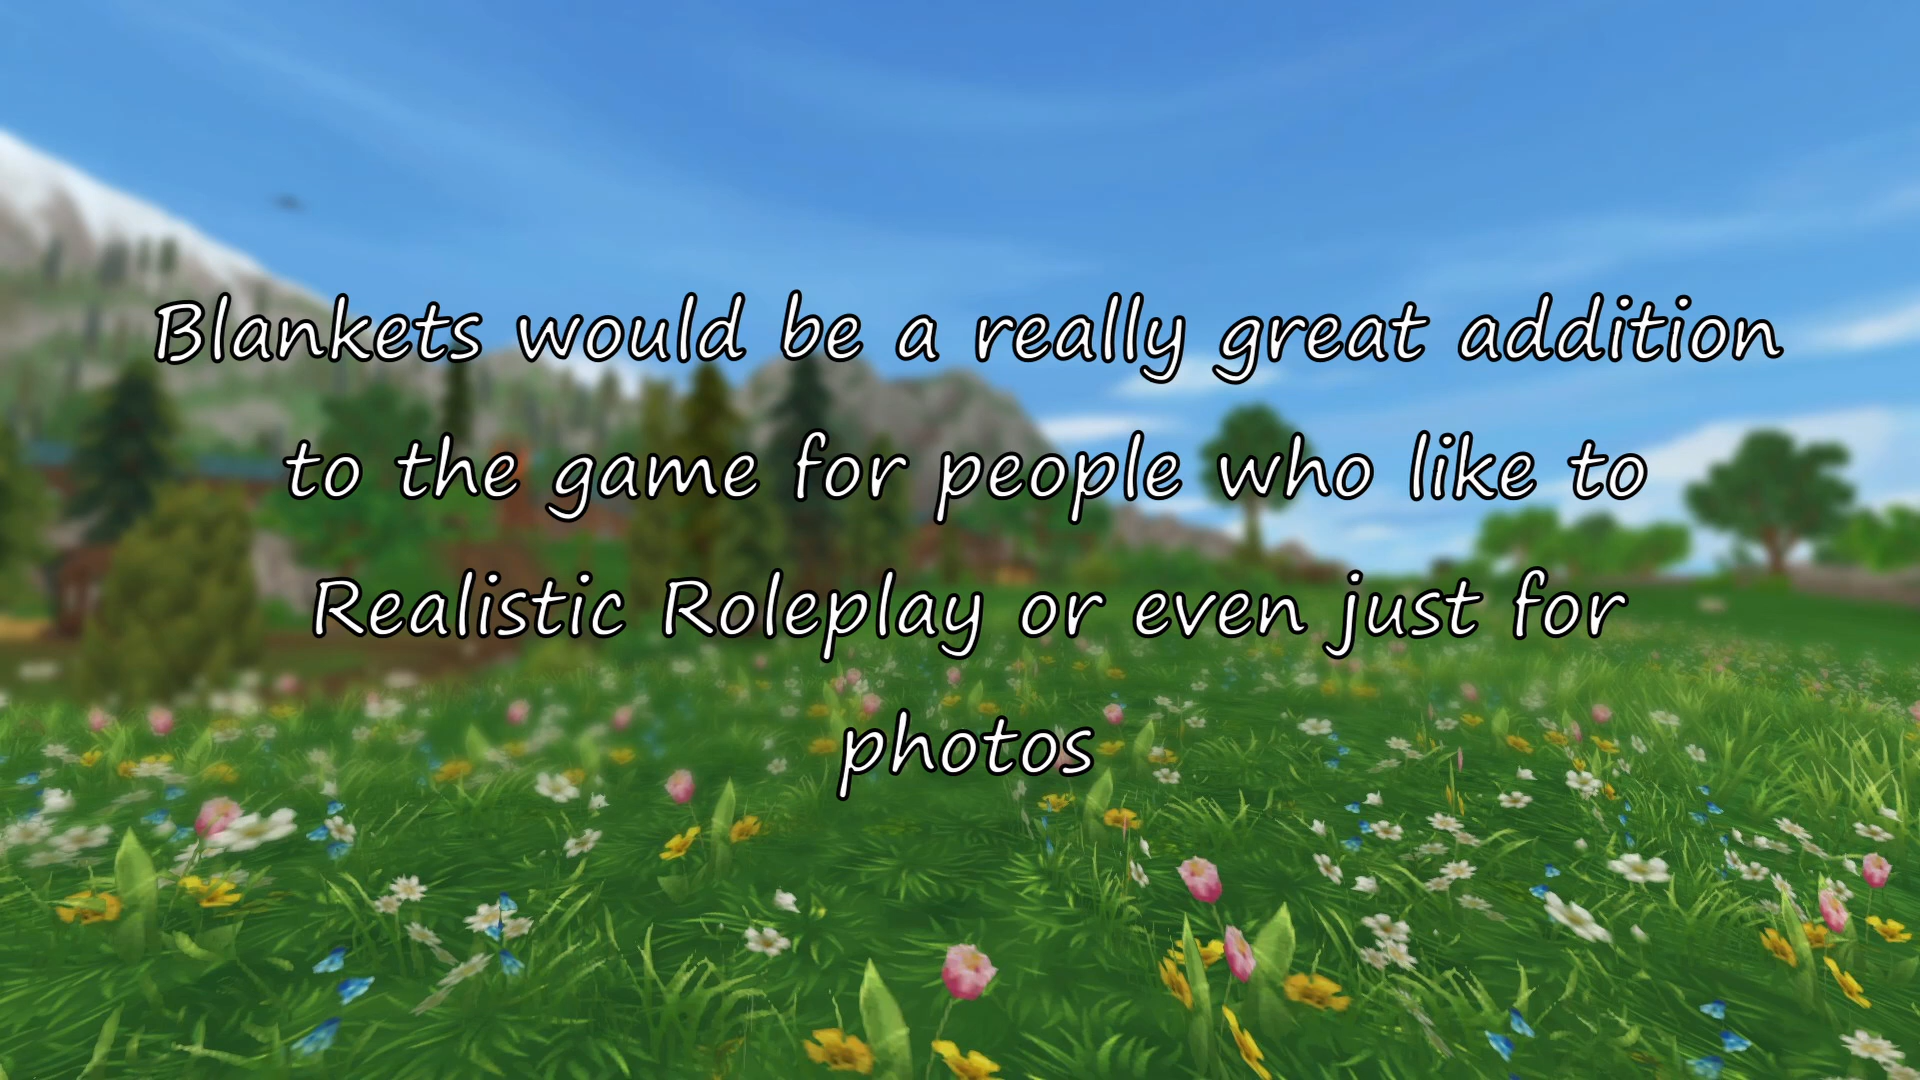 Blankets would be a really great addition
to the game for people who like to
Realistic Roleplay or even just for
photos